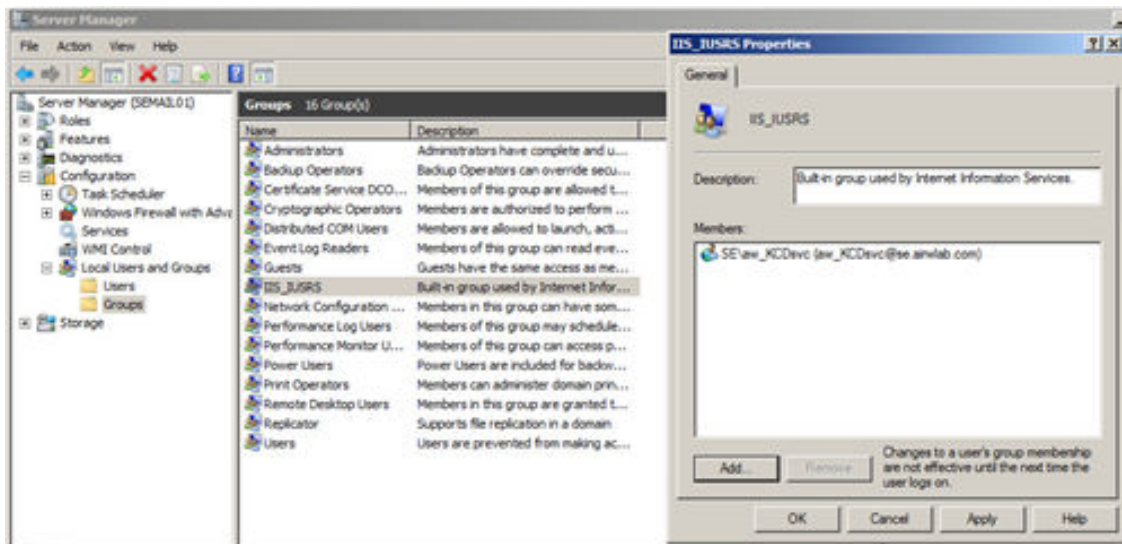 Server Manager
File Action View Help
Server Manager (SEMAIL01)
Roles
Features
Diagnostics
Configuration
Task Scheduler
Windows Firewall with Adva
Services
WMI Control
Local Users and Groups
Users
Groups
Storage
Groups 16 Group(s)
Name Description
Administrators Administrators have complete and u...
Backup Operators Backup Operators can override secu...
Certificate Service DCO... Members of this group are allowed t...
Cryptographic Operators Members are authorized to perform ...
Distributed COM Users Members are allowed to launch, acti...
Event Log Readers Members of this group can read eve...
Guests Guests have the same access as me...
IIS_IUSRS Built-in group used by Internet Infor...
Network Configuration ... Members in this group can have som...
Performance Log Users Members of this group may schedule...
Performance Monitor U... Members of this group can access p...
Power Users Power Users are included for backw...
Print Operators Members can administer domain prin...
Remote Desktop Users Members in this group are granted t...
Replicator Supports file replication in a domain
Users Users are prevented from making ac...
IIS_IUSRS Properties
General
IIS_IUSRS
Description: Built-in group used by Internet Information Services.
Members:
SE\aw_KCDsvc (aw_KCDsvc@se.airwlab.com)
Add... Remove
Changes to a user's group membership
are not effective until the next time the
user logs on.
OK Cancel Apply Help